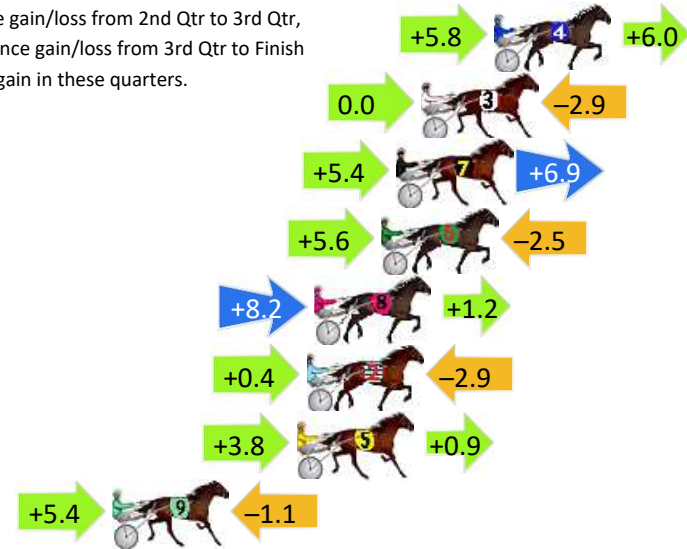 e gain/loss from 2nd Qtr to 3rd Qtr,
nce gain/loss from 3rd Qtr to Finish
gain in these quarters.
+5.8 4 +6.0
0.0 3 –2.9
+5.4 7 +6.9
+5.6 –2.5
+8.2 8 +1.2
+0.4 –2.9
+3.8 5 +0.9
+5.4 9 –1.1